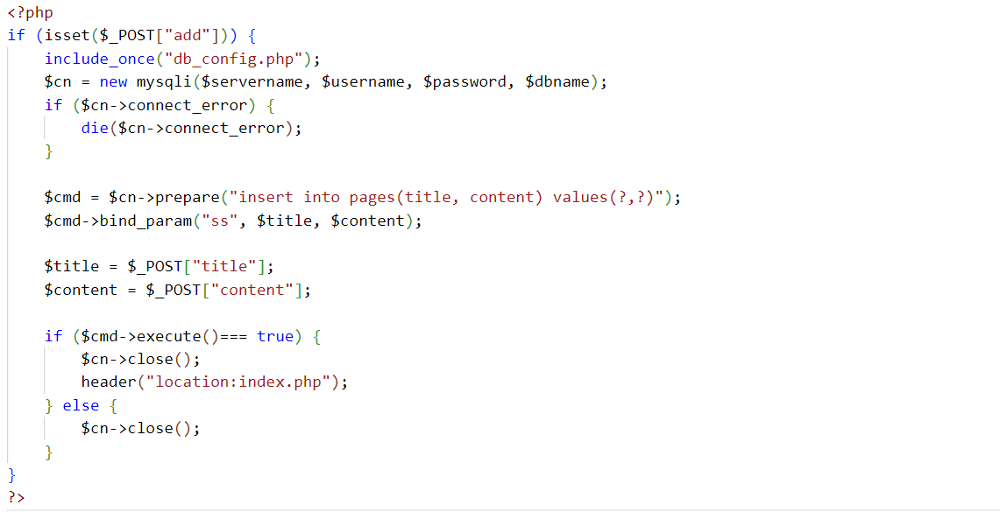 <?php
if (isset($_POST["add"])) {
    include_once("db_config.php");
    $cn = new mysqli($servername, $username, $password, $dbname);
    if ($cn->connect_error) {
        die($cn->connect_error);
    }

    $cmd = $cn->prepare("insert into pages(title, content) values(?,?)");
    $cmd->bind_param("ss", $title, $content);

    $title = $_POST["title"];
    $content = $_POST["content"];

    if ($cmd->execute()=== true) {
        $cn->close();
        header("location:index.php");
    } else {
        $cn->close();
    }
}
?>